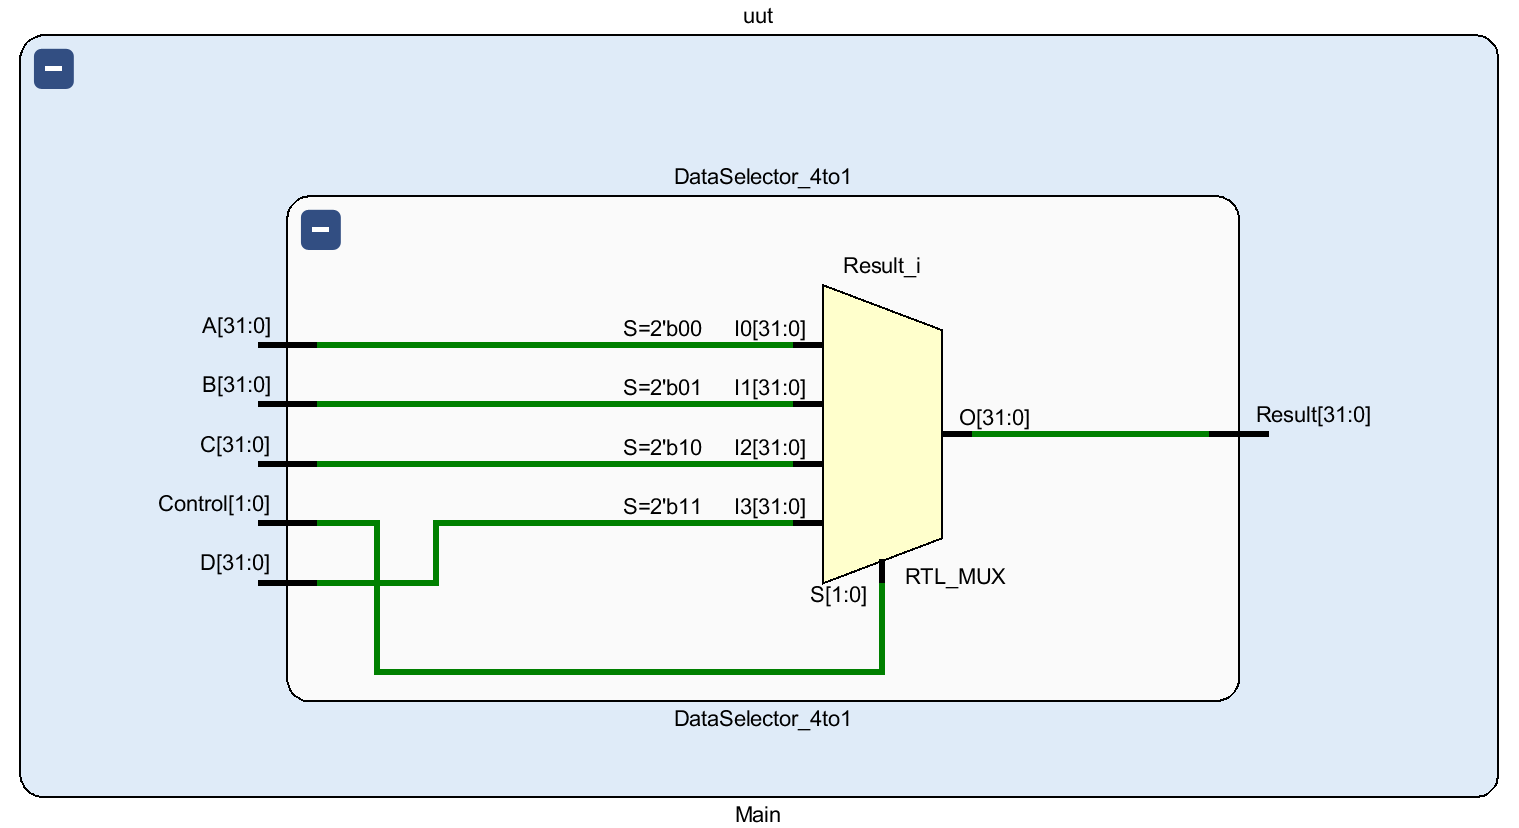 uut
DataSelector_4to1
Result_i
A[31:0]
S=2'b00
I0[31:0]
B[31:0]
S=2'b01
I1[31:0]
O[31:0]
Result[31:0]
C[31:0]
S=2'b10
I2[31:0]
Control[1:0]
S=2'b11
I3[31:0]
D[31:0]
S[1:0]
RTL_MUX
DataSelector_4to1
Main